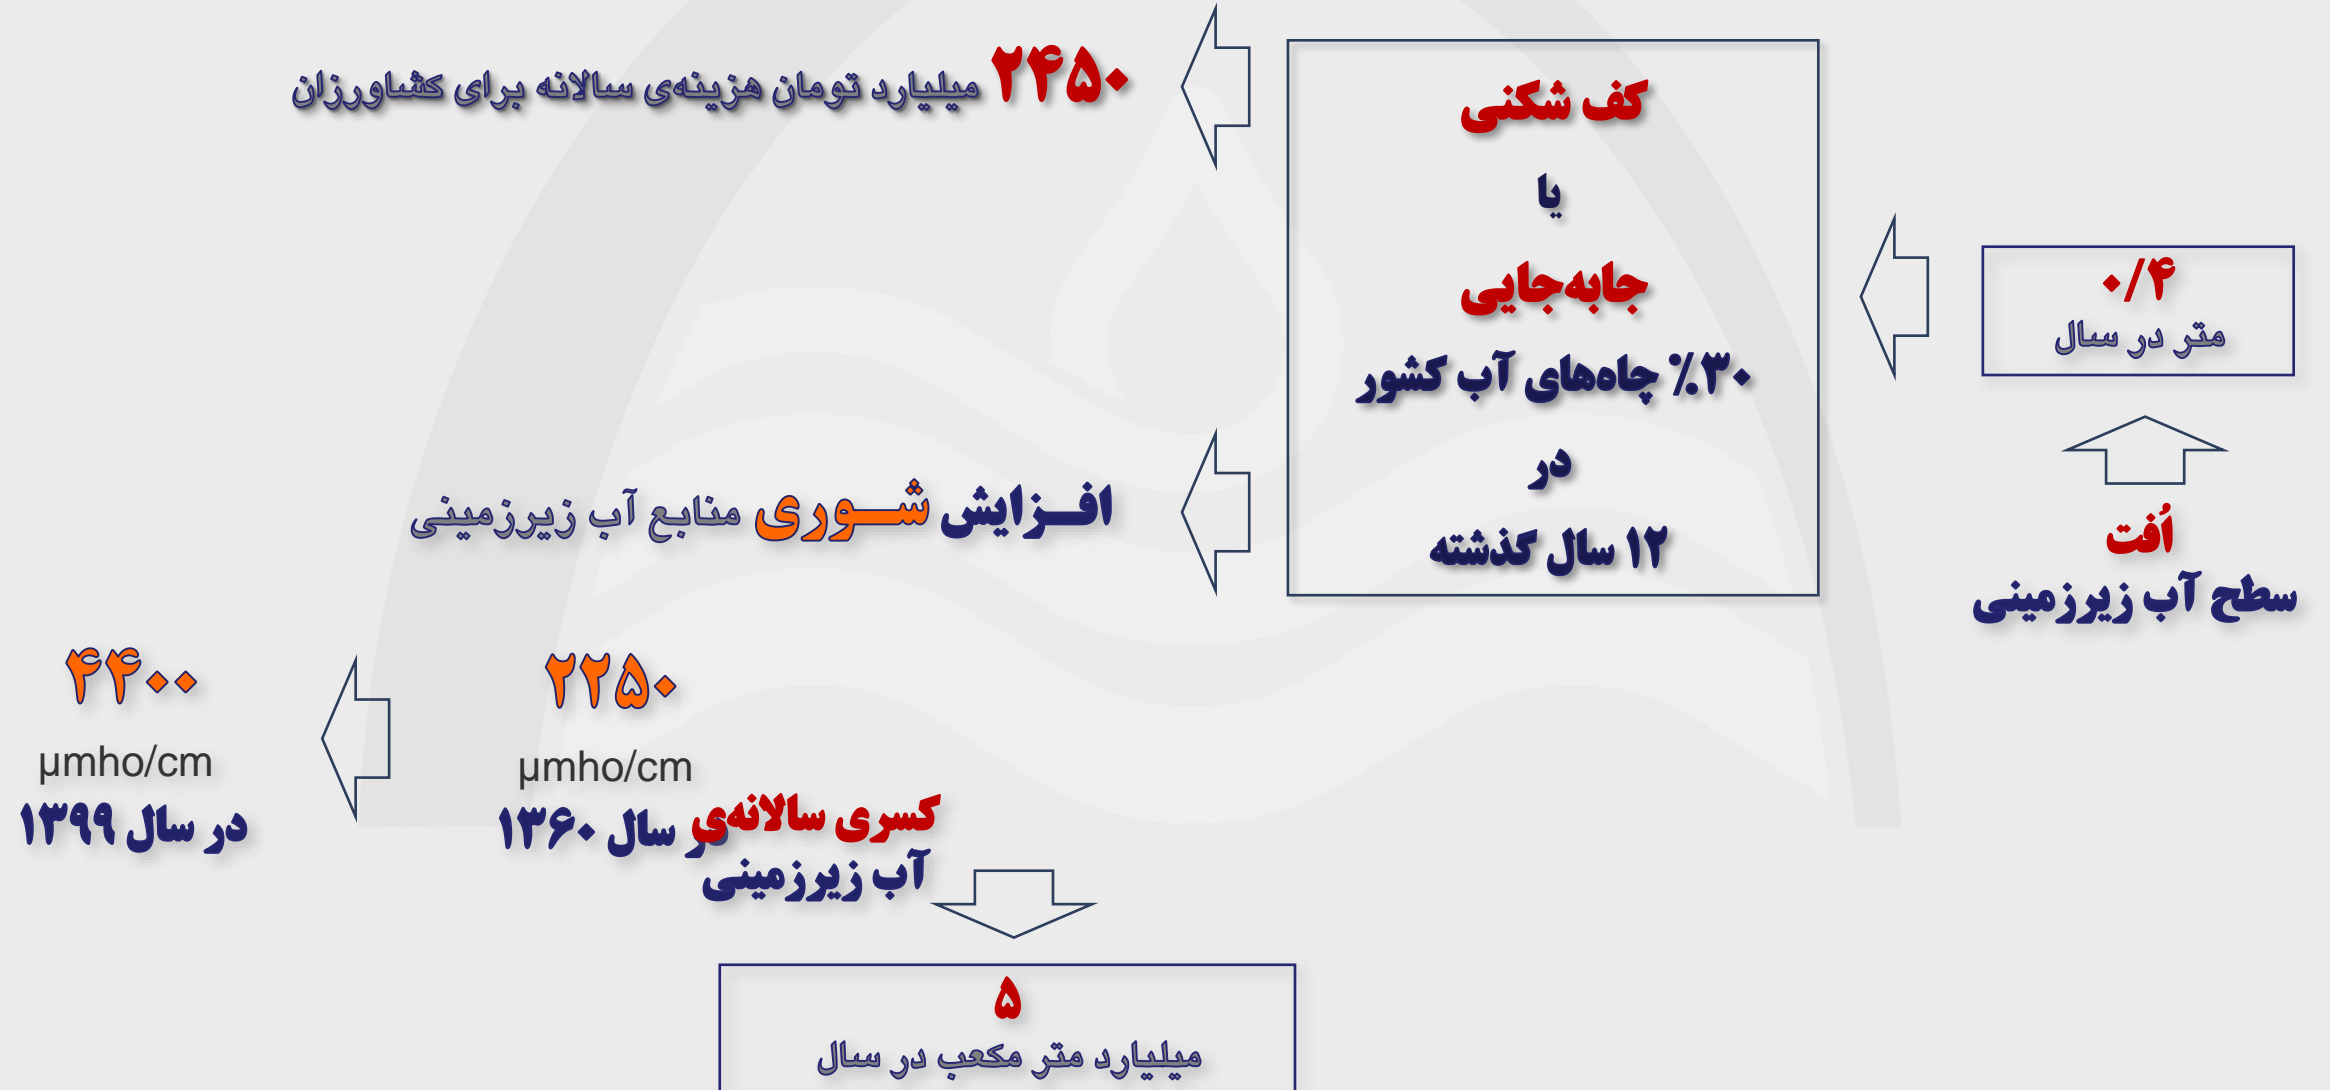 اُفت
سطح آب زیرزمینی
۰/۴
متر در سال
کف شکنی
یا
جابه‌جایی
۳۰٪ چاه‌های آب کشور
در
۱۲ سال گذشته
۲۴۵۰ میلیارد تومان هزینه‌ی سالانه برای کشاورزان
افـــزایش شـــوری منابع آب زیرزمینی
۲۲۵۰
µmho/cm
در سال ۱۳۶۰
۴۴۰۰
µmho/cm
در سال ۱۳۹۹
کسری سالانه‌ی
آب زیرزمینی
۵
میلیارد متر مکعب در سال